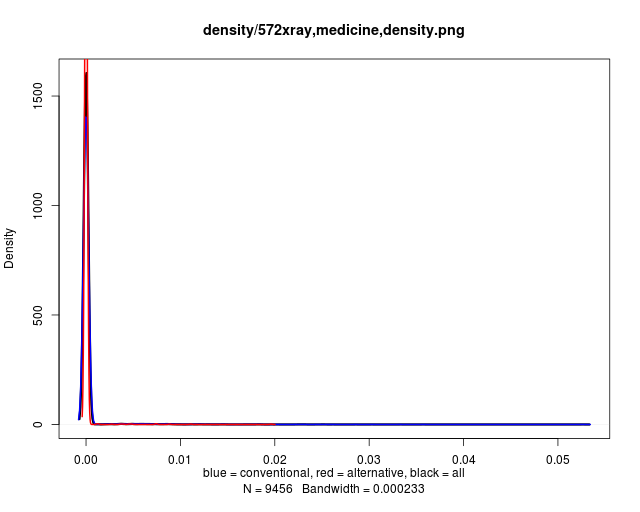 density/572xray,medicine,density.png
1500
1000
500
0
Density
0.00 0.01 0.02 0.03 0.04 0.05
blue = conventional, red = alternative, black = all
N = 9456 Bandwidth = 0.000233